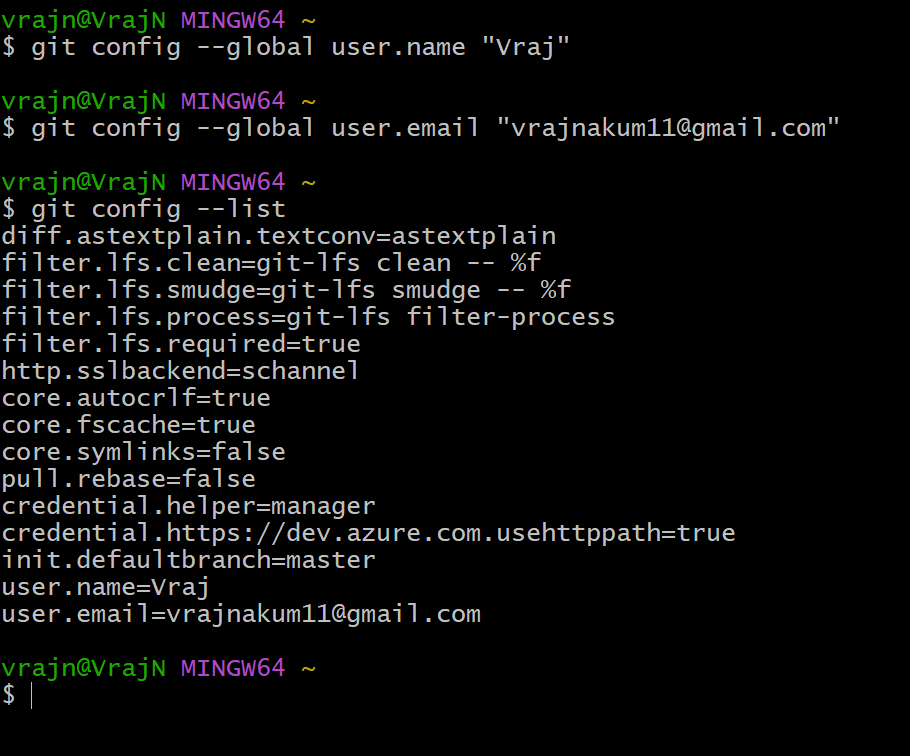 vrajn@VrajN MINGW64 ~
$ git config --global user.name "Vraj"
vrajn@VrajN MINGW64 ~
$ git config --global user.email "vrajnakum11@gmail.com"
vrajn@VrajN MINGW64 ~
$ git config --list
diff.astextplain.textconv=astextplain
filter.lfs.clean=git-lfs clean -- %f
filter.lfs.smudge=git-lfs smudge -- %f
filter.lfs.process=git-lfs filter-process
filter.lfs.required=true
http.sslbackend=schannel
core.autocrlf=true
core.fscache=true
core.symlinks=false
pull.rebase=false
credential.helper=manager
credential.https://dev.azure.com.usehttppath=true
init.defaultbranch=master
user.name=Vraj
user.email=vrajnakum11@gmail.com
vrajn@VrajN MINGW64 ~
$